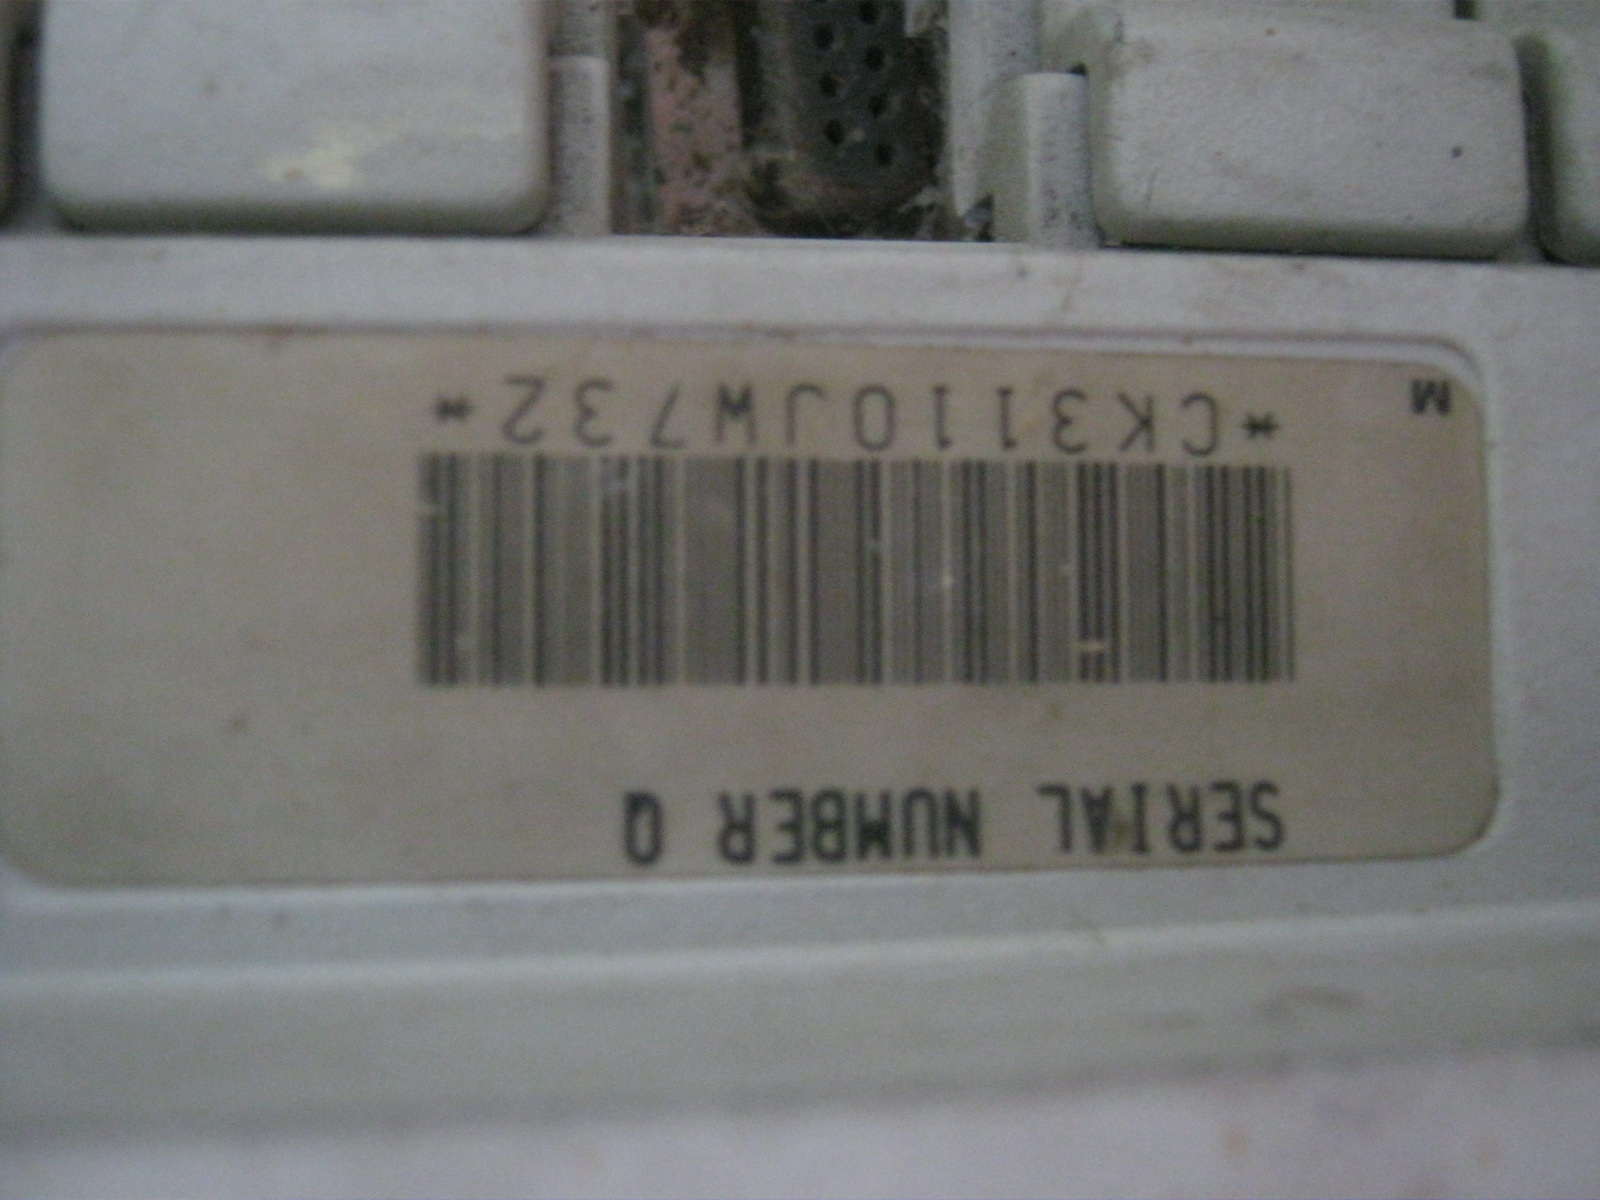 SERIAL NUMBER Q
*CK3110JW732*